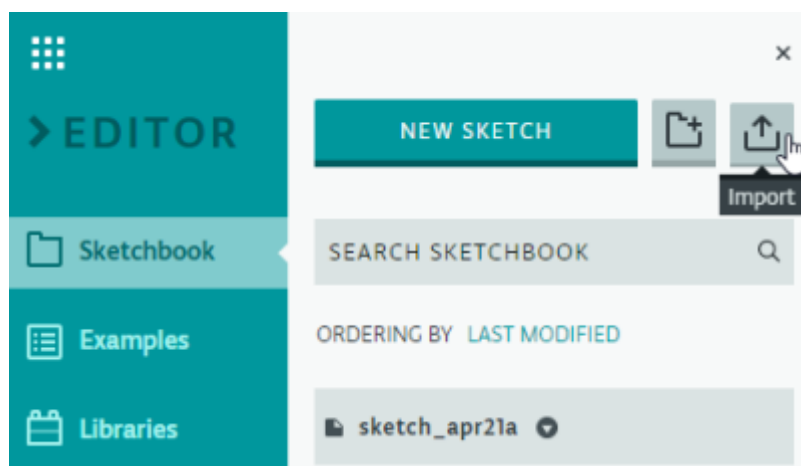 EDITOR
NEW SKETCH
Import
Sketchbook
SEARCH SKETCHBOOK
Examples
ORDERING BY LAST MODIFIED
Libraries
sketch_apr21a